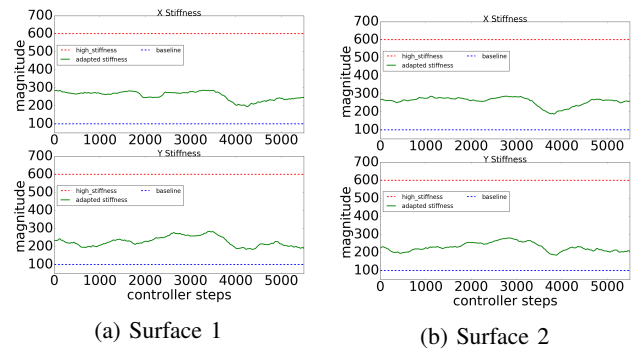 X Stiffness
700
600
500
400
300
200
100
high_stiffness
baseline
adapted stiffness
magnitude
0 1000 2000 3000 4000 5000
Y Stiffness
700
600
500
400
300
200
100
high_stiffness
baseline
adapted stiffness
magnitude
0 1000 2000 3000 4000 5000
controller steps
(a) Surface 1
X Stiffness
700
600
500
400
300
200
100
high_stiffness
baseline
adapted stiffness
magnitude
0 1000 2000 3000 4000 5000
Y Stiffness
700
600
500
400
300
200
100
high_stiffness
baseline
adapted stiffness
magnitude
0 1000 2000 3000 4000 5000
controller steps
(b) Surface 2